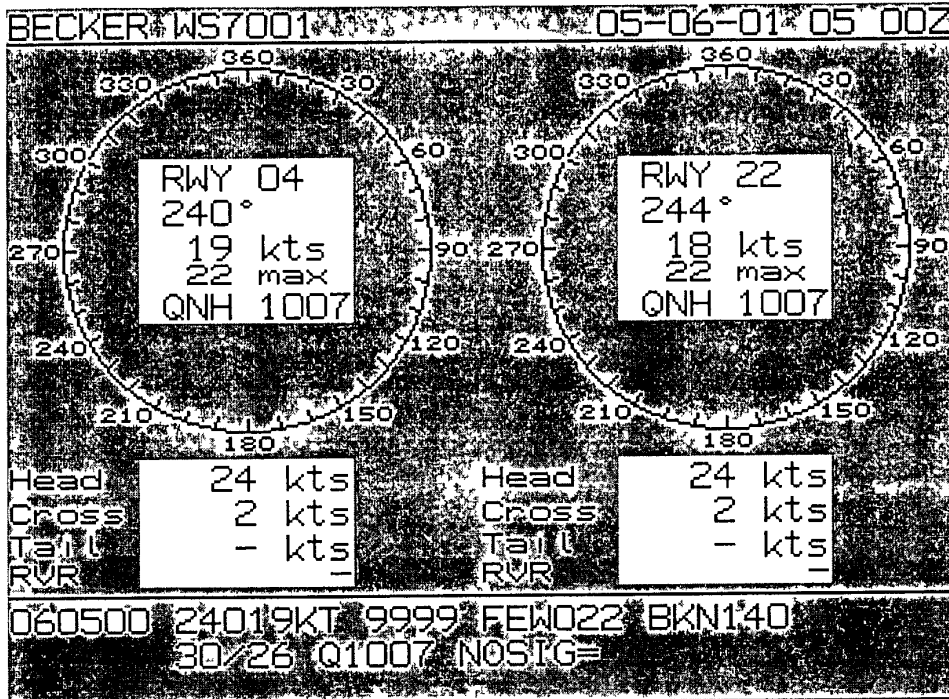 BECKER WS7001 05-06-01 05 00Z
360
330 30
300 60
270 90
240 120
210 150
180
RWY 04
240°
19 kts
22 max
QNH 1007
360
330 30
300 60
270 90
240 120
210 150
180
RWY 22
244°
18 kts
22 max
QNH 1007
Head 24 kts
Cross 2 kts
Tail - kts
RVR -
Head 24 kts
Cross 2 kts
Tail - kts
RVR -
060500 24019KT 9999 FEW022 BKN140
30/26 Q1007 NOSIG=